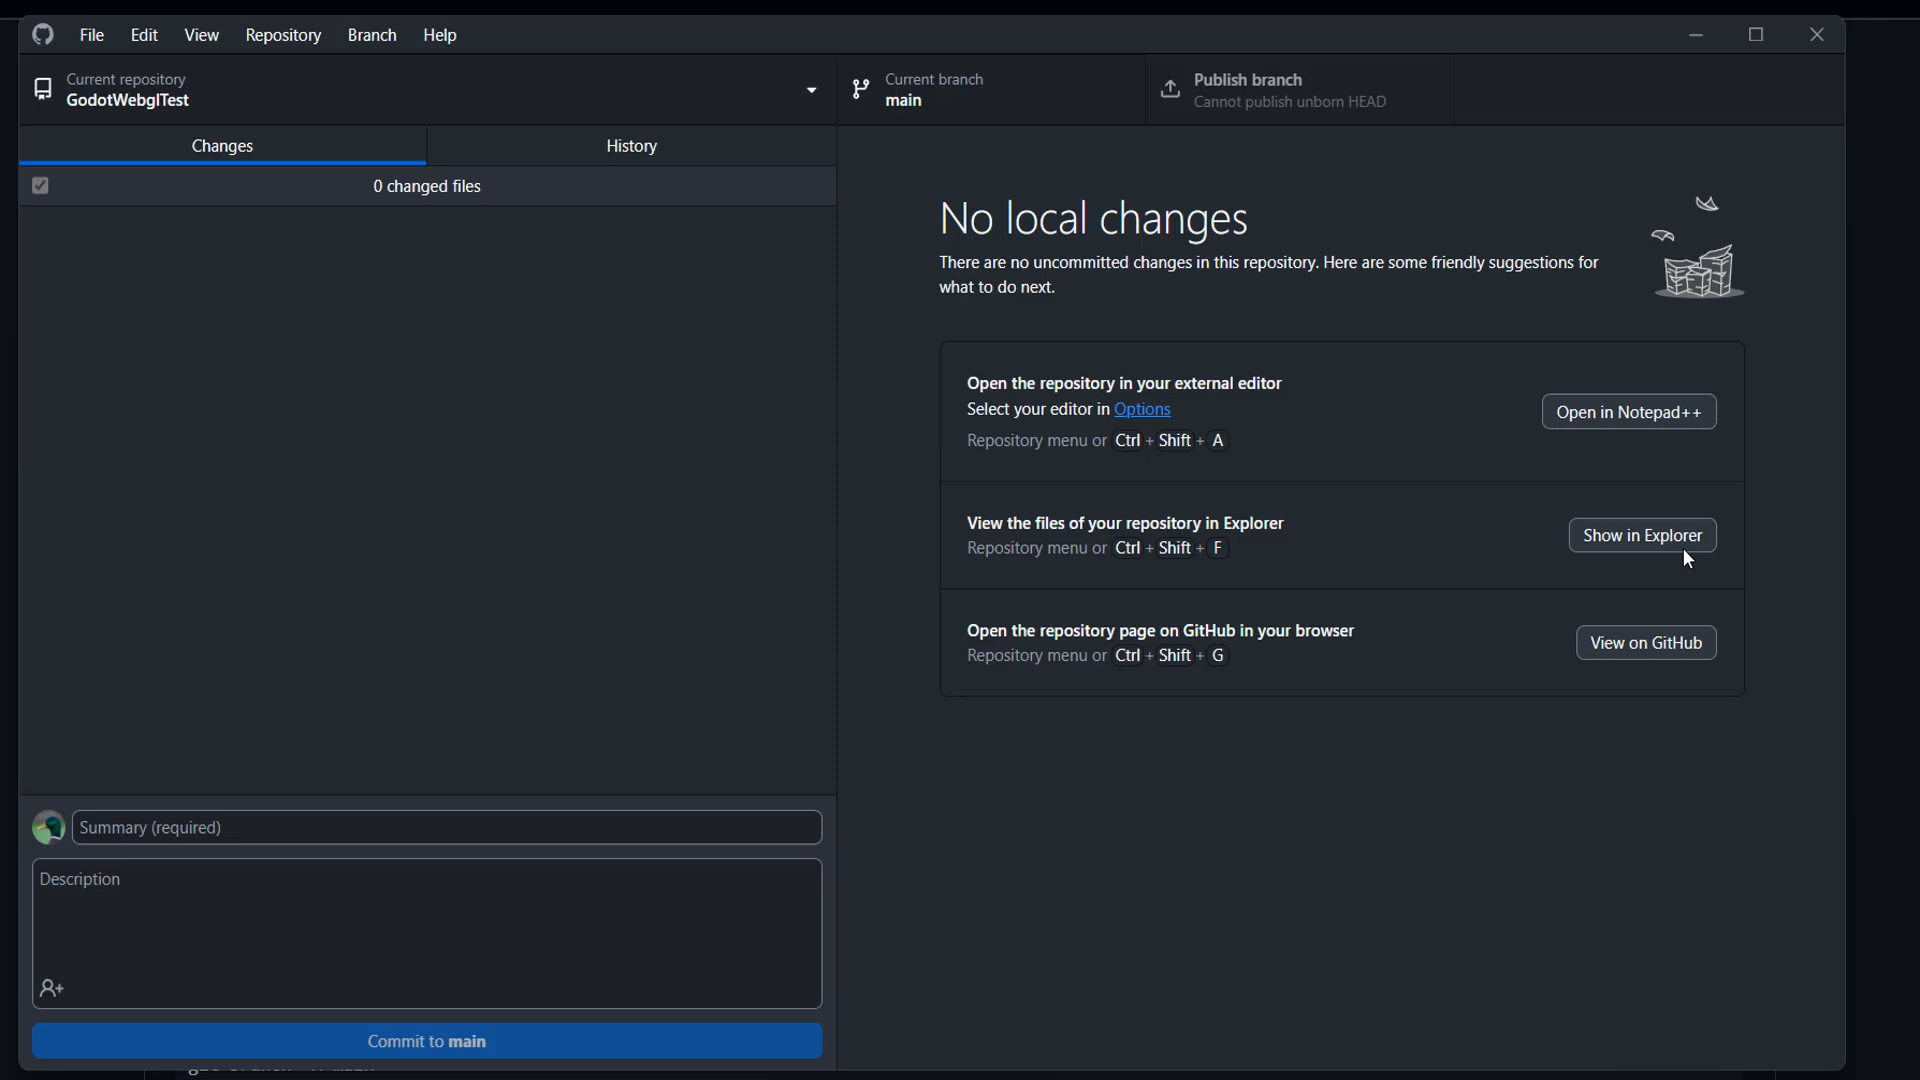 File Edit View Repository Branch Help
Current repository
GodotWebglTest
Current branch
main
Publish branch
Cannot publish unborn HEAD
Changes
History
0 changed files
No local changes
There are no uncommitted changes in this repository. Here are some friendly suggestions for
what to do next.
Open the repository in your external editor
Select your editor in Options
Repository menu or Ctrl + Shift + A
Open in Notepad++
View the files of your repository in Explorer
Repository menu or Ctrl + Shift + F
Show in Explorer
Open the repository page on GitHub in your browser
Repository menu or Ctrl + Shift + G
View on GitHub
Summary (required)
Description
Commit to main